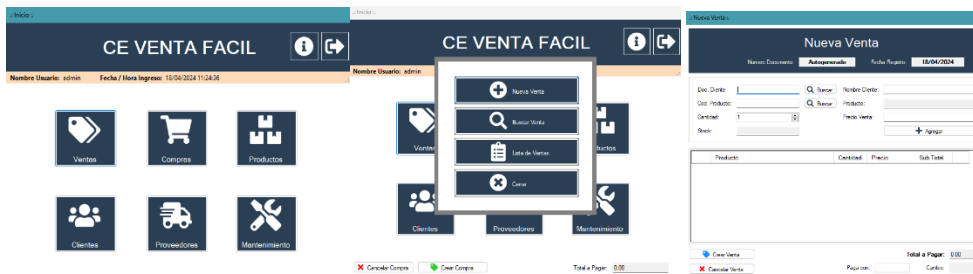 .: Inicio :.
CE VENTA FACIL
Nombre Usuario: admin Fecha / Hora Ingreso: 18/04/2024 11:24:36
Ventas Compras Productos
Clientes Proveedores Mantenimiento
.: Inicio :.
CE VENTA FACIL
Nombre Usuario: admin
Nueva Venta
Buscar Venta
Lista de Ventas
Cerrar
Ventas
ductos
Clientes Proveedores Mantenimiento
Cancelar Compra Crear Compra Total a Pagar: 0.00
.: Nueva Venta :.
Nueva Venta
Número Documento: Autogenerado Fecha Registro: 18/04/2024
Doc. Cliente: Buscar Nombre Cliente:
Cod. Producto: Buscar Producto:
Cantidad: 1 Precio Venta:
Stock: Agregar
Producto Cantidad Precio Sub Total
Crear Venta Total a Pagar: 0.00
Cancelar Venta Paga con: Cambio: